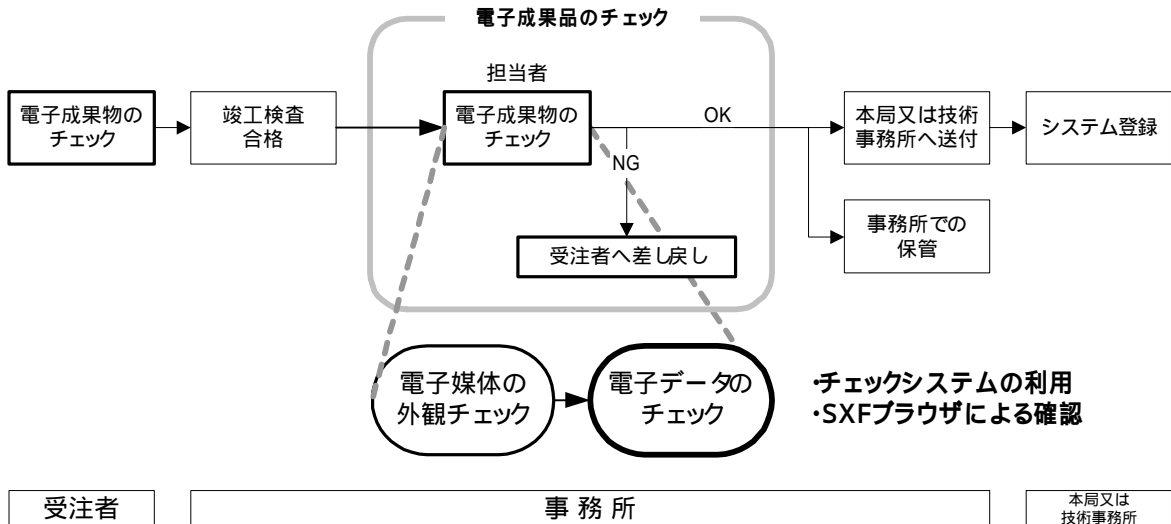 電子成果品のチェック
担当者
電子成果物の
チェック
竣工検査
合格
電子成果物の
チェック
OK
NG
本局又は技術
事務所へ送付
システム登録
受注者へ差し戻し
事務所での
保管
電子媒体の
外観チェック
電子データの
チェック
・チェックシステムの利用
・SXFブラウザによる確認
受注者
事務所
本局又は
技術事務所